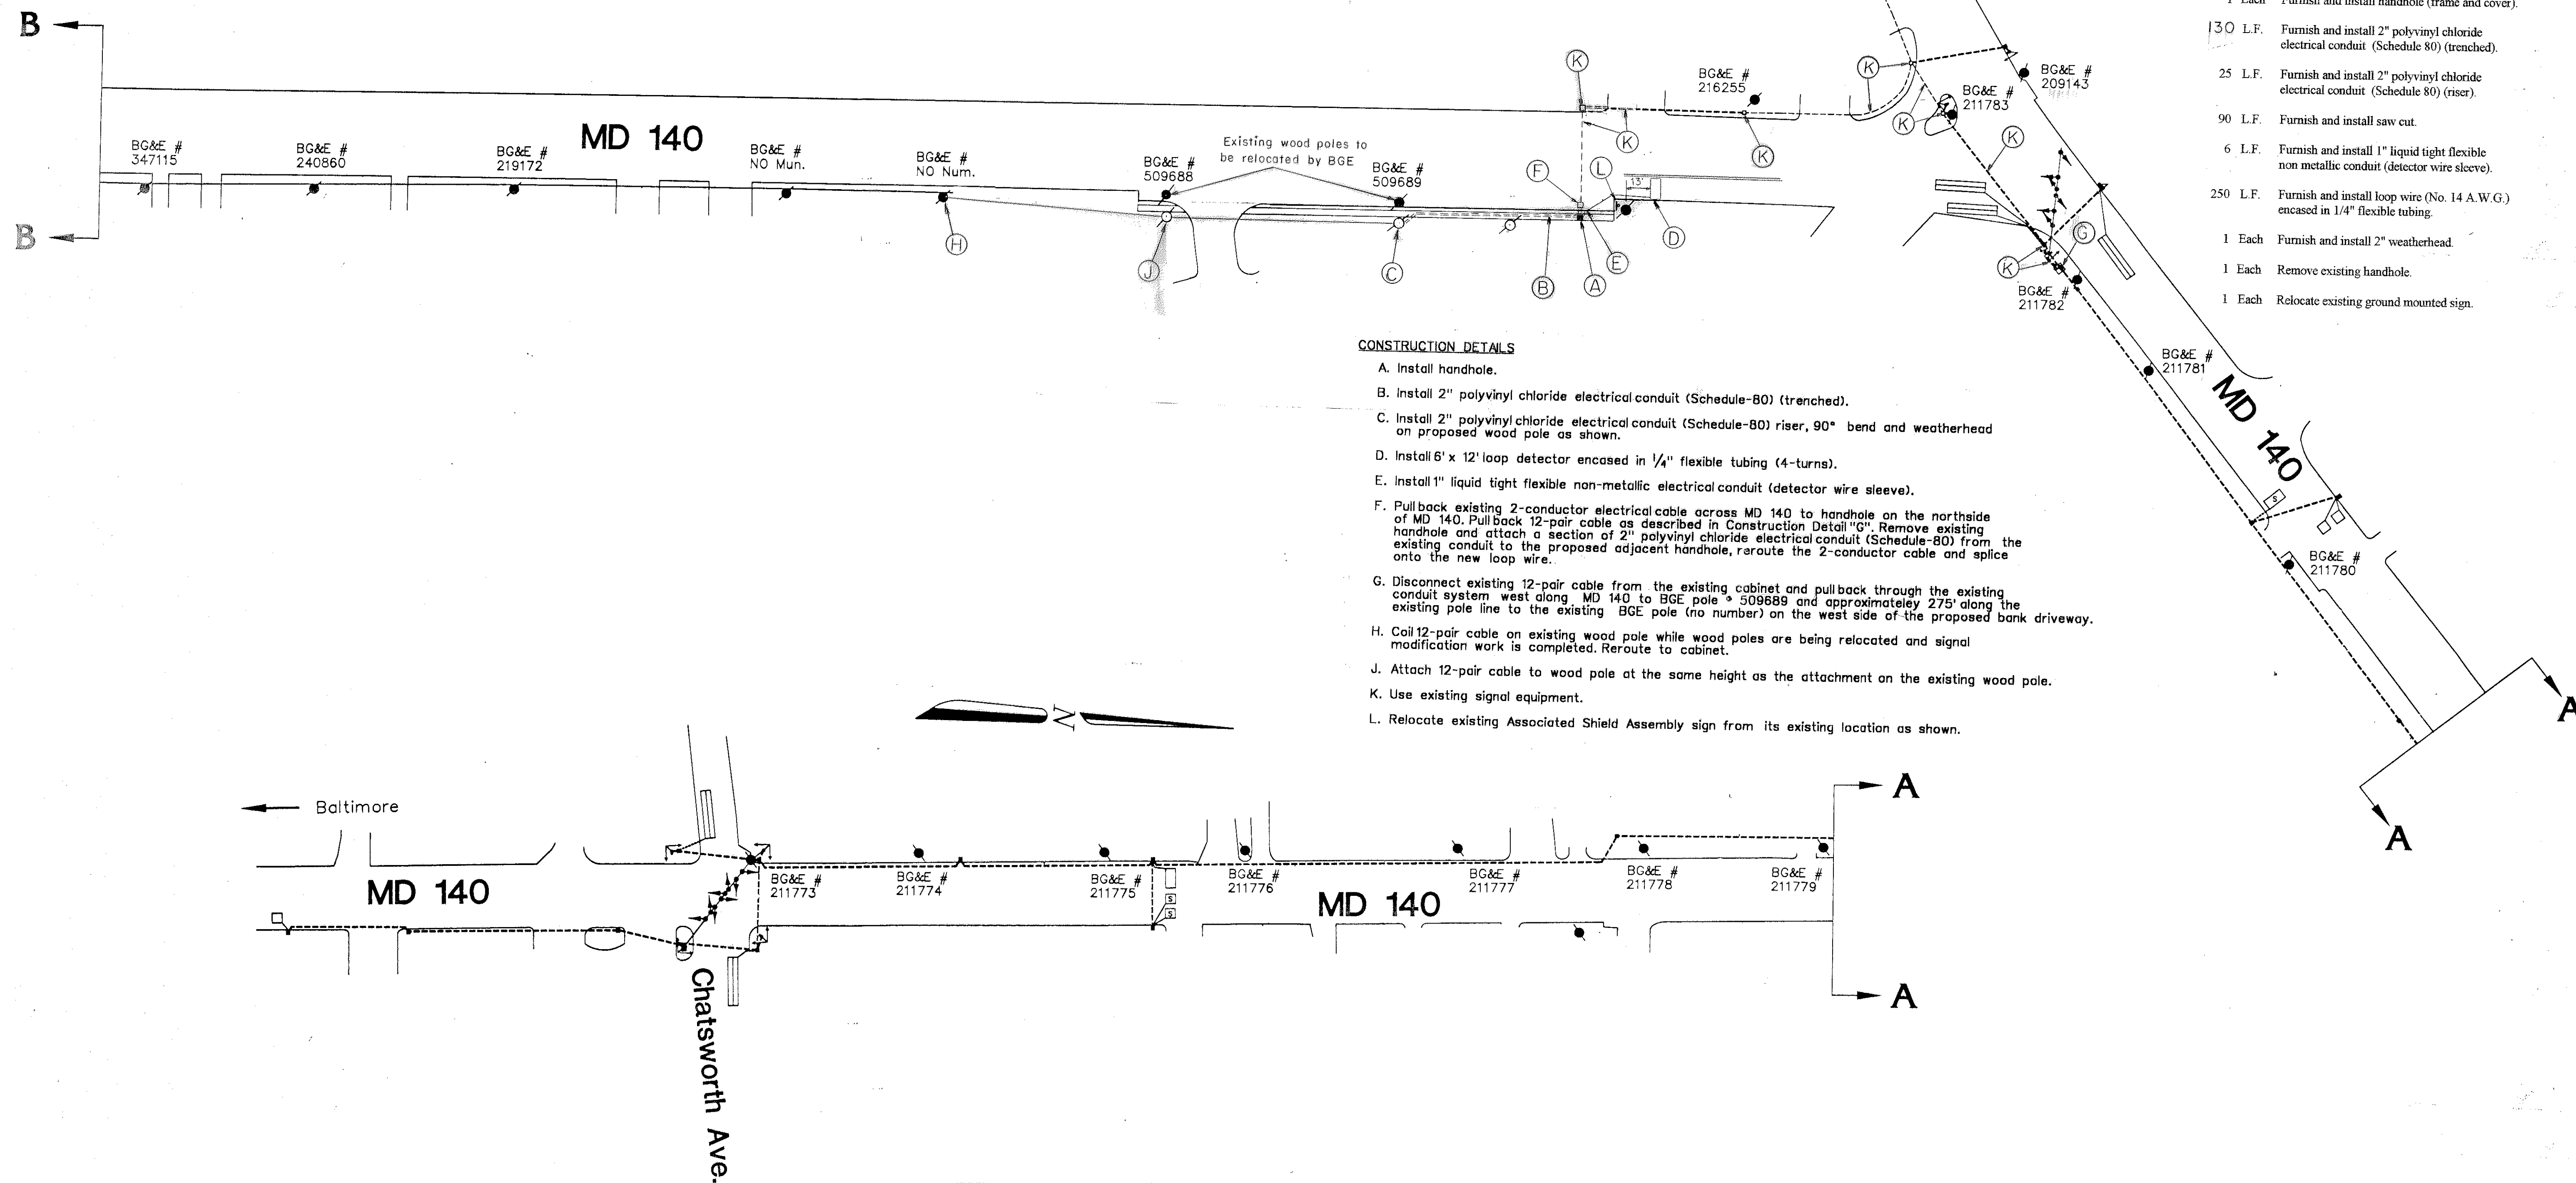 1 Each Furnish and install handhole (frame and cover).
130 L.F. Furnish and install 2" polyvinyl chloride
electrical conduit (Schedule 80) (trenched).
25 L.F. Furnish and install 2" polyvinyl chloride
electrical conduit (Schedule 80) (riser).
90 L.F. Furnish and install saw cut.
6 L.F. Furnish and install 1" liquid tight flexible
non metallic conduit (detector wire sleeve).
250 L.F. Furnish and install loop wire (No. 14 A.W.G.)
encased in 1/4" flexible tubing.
1 Each Furnish and install 2" weatherhead.
1 Each Remove existing handhole.
1 Each Relocate existing ground mounted sign.
B
B
MD 140
BG&E #
347115
BG&E #
240860
BG&E #
219172
BG&E #
NO Mun.
BG&E #
NO Num.
BG&E #
509688
Existing wood poles to
be relocated by BGE
BG&E #
509689
BG&E #
216255
BG&E #
211783
BG&E #
209143
K
K
K
K
K
K
K
F
L
13'
H
J
C
B
A
E
D
G
BG&E #
211782
BG&E #
211781
MD 140
S
BG&E #
211780
A
A
CONSTRUCTION DETAILS
A. Install handhole.
B. Install 2" polyvinyl chloride electrical conduit (Schedule-80) (trenched).
C. Install 2" polyvinyl chloride electrical conduit (Schedule-80) riser, 90° bend and weatherhead
on proposed wood pole as shown.
D. Install 6' x 12' loop detector encased in 1/4" flexible tubing (4-turns).
E. Install 1" liquid tight flexible non-metallic electrical conduit (detector wire sleeve).
F. Pull back existing 2-conductor electrical cable across MD 140 to handhole on the northside
of MD 140. Pull back 12-pair cable as described in Construction Detail "G". Remove existing
handhole and attach a section of 2" polyvinyl chloride electrical conduit (Schedule-80) from the
existing conduit to the proposed adjacent handhole, reroute the 2-conductor cable and splice
onto the new loop wire.
G. Disconnect existing 12-pair cable from the existing cabinet and pull back through the existing
conduit system west along MD 140 to BGE pole # 509689 and approximateley 275' along the
existing pole line to the existing BGE pole (no number) on the west side of the proposed bank driveway.
H. Coil 12-pair cable on existing wood pole while wood poles are being relocated and signal
modification work is completed. Reroute to cabinet.
J. Attach 12-pair cable to wood pole at the same height as the attachment on the existing wood pole.
K. Use existing signal equipment.
L. Relocate existing Associated Shield Assembly sign from its existing location as shown.
N
Baltimore
MD 140
Chatsworth Ave.
BG&E #
211773
BG&E #
211774
BG&E #
211775
S
S
BG&E #
211776
MD 140
BG&E #
211777
BG&E #
211778
BG&E #
211779
A
A